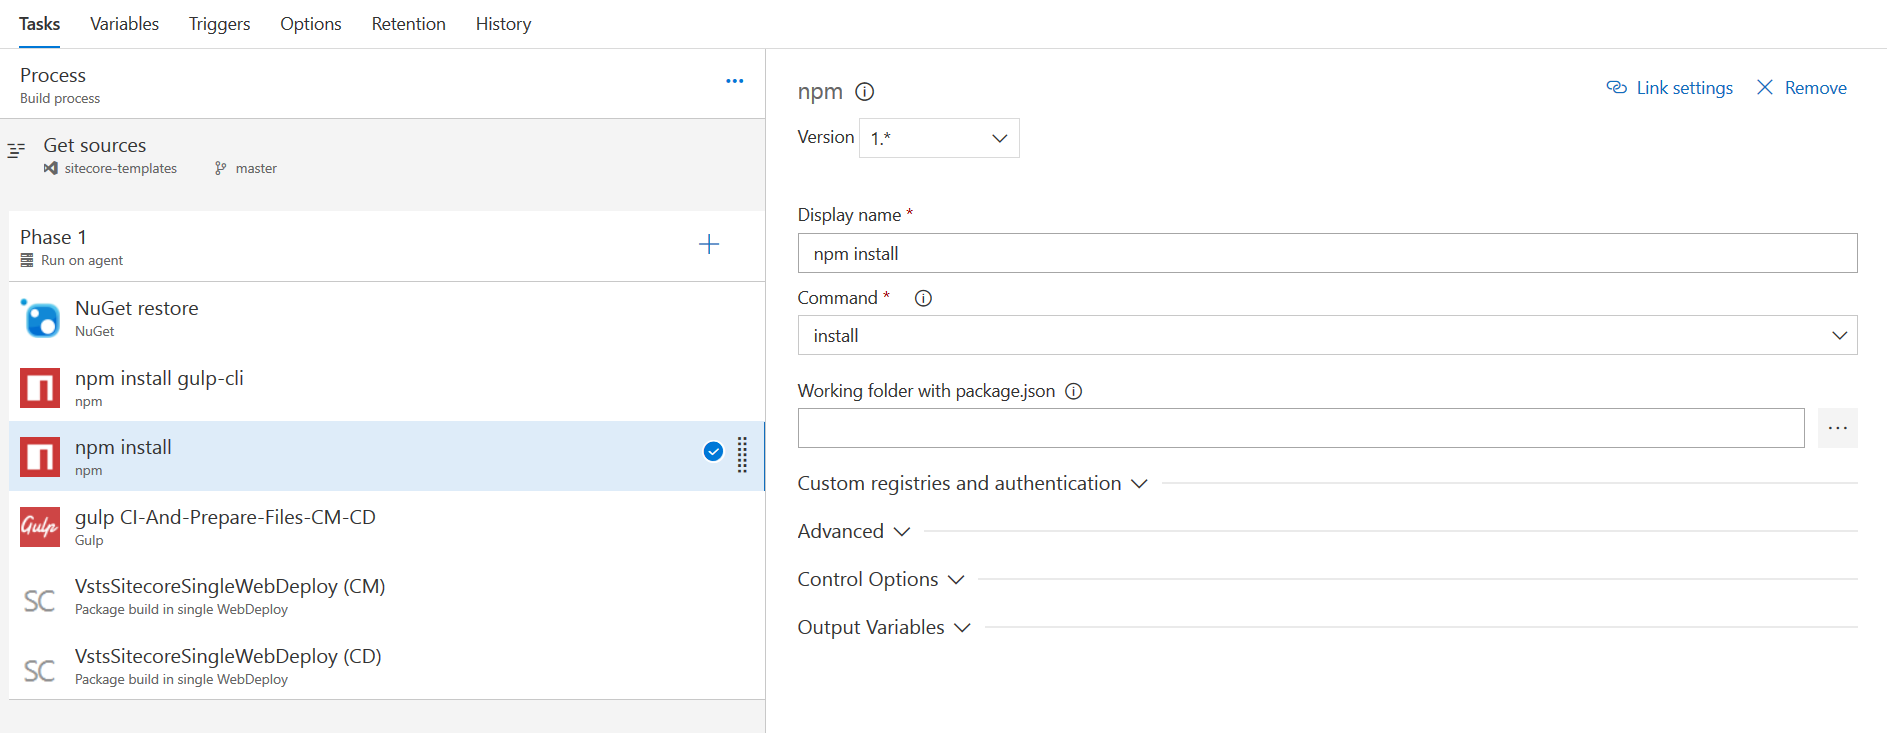 Tasks Variables Triggers Options Retention History
Process
Build process
Get sources
sitecore-templates master
Phase 1
Run on agent
NuGet restore
NuGet
npm install gulp-cli
npm
npm install
npm
Gulp
gulp CI-And-Prepare-Files-CM-CD
Gulp
SC
VstsSitecoreSingleWebDeploy (CM)
Package build in single WebDeploy
SC
VstsSitecoreSingleWebDeploy (CD)
Package build in single WebDeploy
npm
Link settings Remove
Version 1.*
Display name *
npm install
Command *
install
Working folder with package.json
...
Custom registries and authentication
Advanced
Control Options
Output Variables